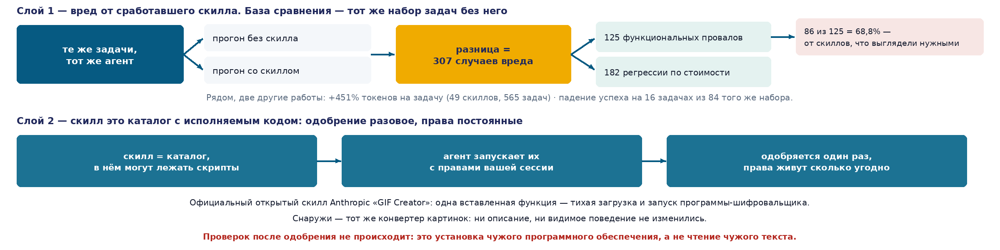 Слой 1 — вред от сработавшего скилла. База сравнения — тот же набор задач без него
те же задачи,
тот же агент
прогон без скилла
прогон со скиллом
разница =
307 случаев вреда
125 функциональных провалов
182 регрессии по стоимости
86 из 125 = 68,8% —
от скиллов, что выглядели нужными
Рядом, две другие работы: +451% токенов на задачу (49 скиллов, 565 задач) · падение успеха на 16 задачах из 84 того же набора.
Слой 2 — скилл это каталог с исполняемым кодом: одобрение разовое, права постоянные
скилл = каталог,
в нём могут лежать скрипты
агент запускает их
с правами вашей сессии
одобряется один раз,
права живут сколько угодно
Официальный открытый скилл Anthropic «GIF Creator»: одна вставленная функция — тихая загрузка и запуск программы-шифровальщика.
Снаружи — тот же конвертер картинок: ни описание, ни видимое поведение не изменились.
Проверок после одобрения не происходит: это установка чужого программного обеспечения, а не чтение чужого текста.